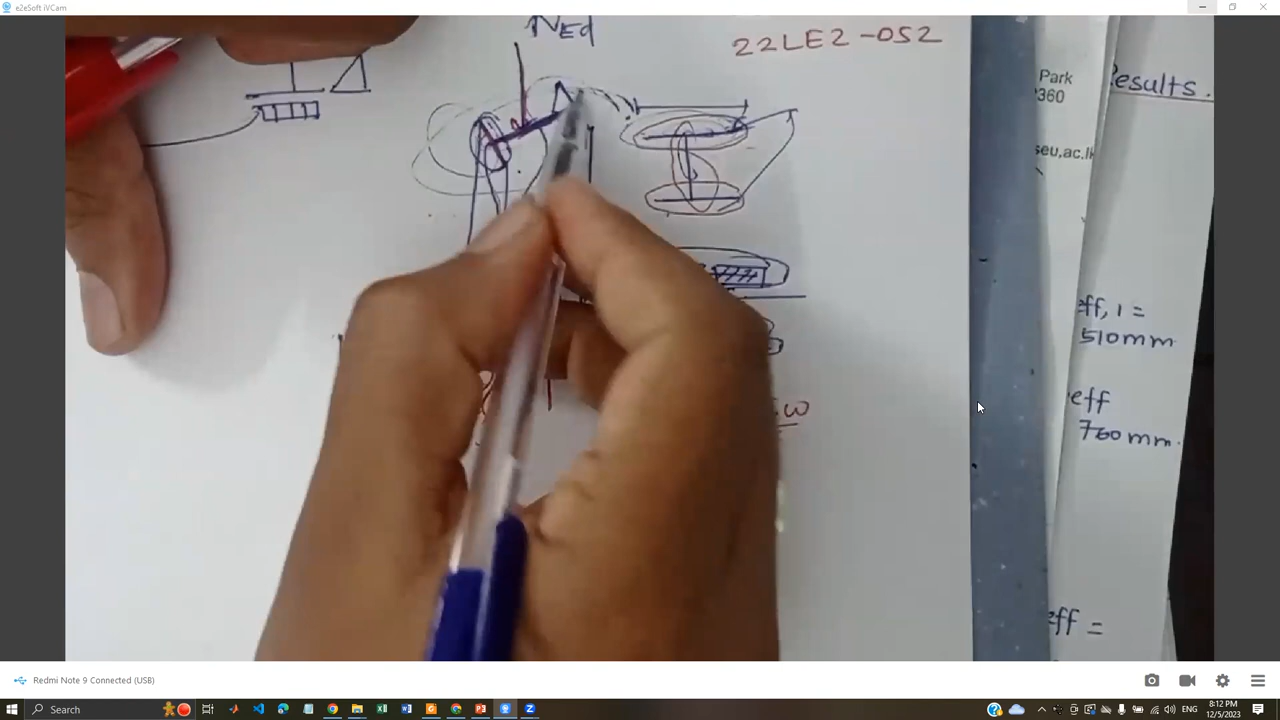 e2eSoft iVCam
NEd
22LE2-052
Park
Results.
360
seu,ac.lk
eff, 1 =
510mm
eff
760mm.
eff =
Redmi Note 9 Connected (USB)
Search
ENG
8:12 PM
12/5/2023